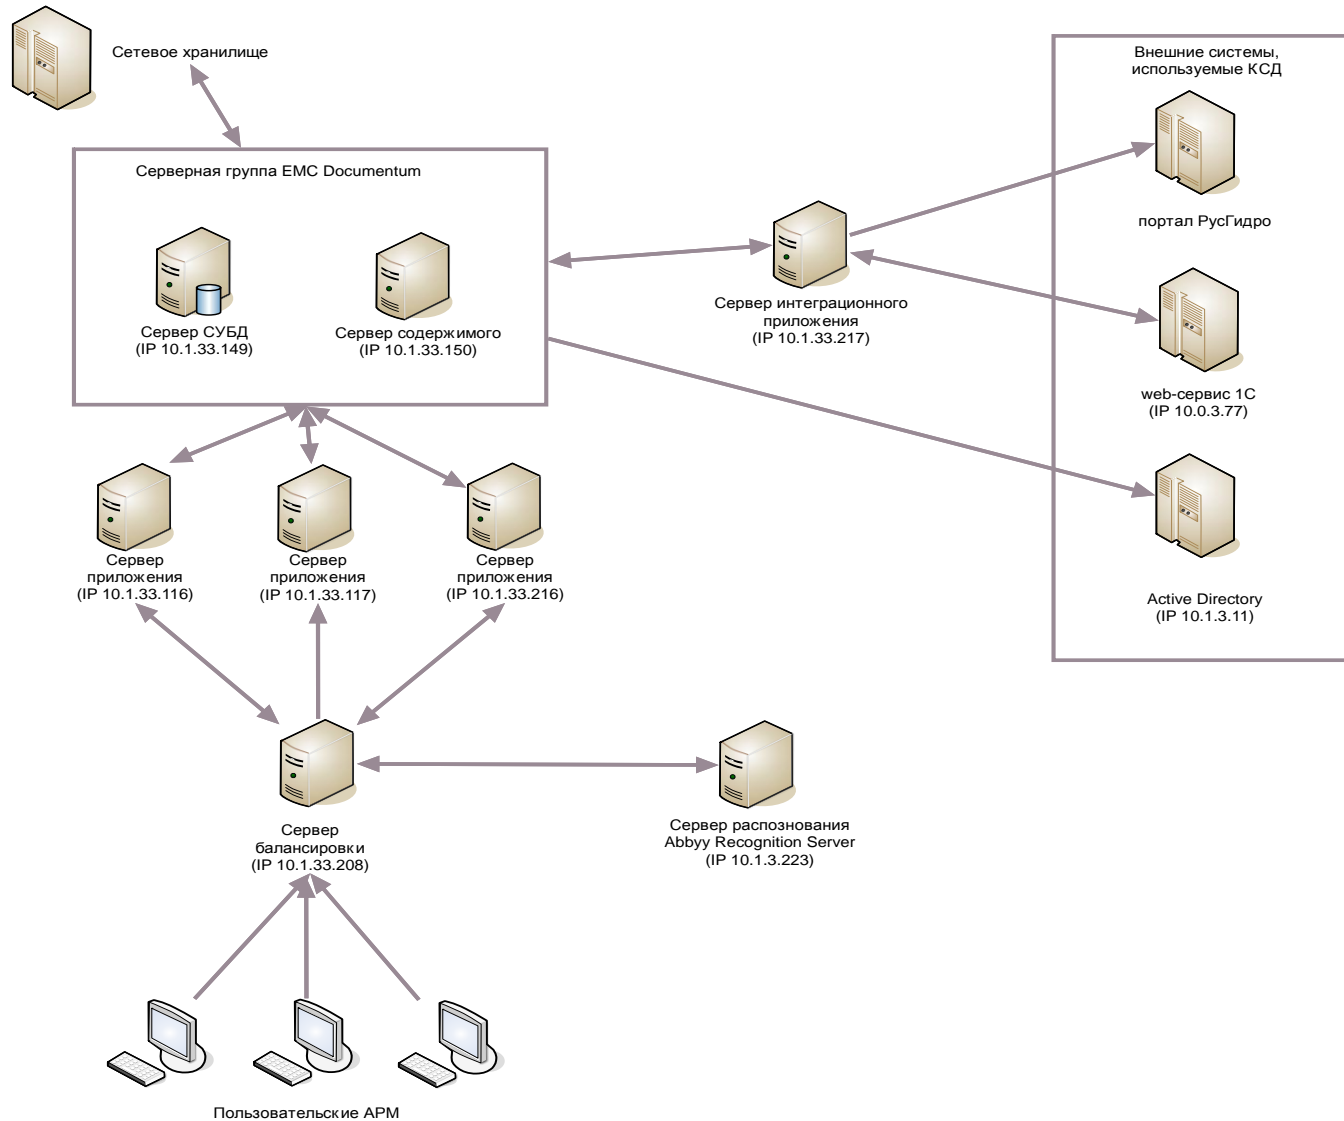 Сетевое хранилище
Внешние системы,
используемые КСД
Серверная группа EMC Documentum
портал РусГидро
Сервер СУБД
(IP 10.1.33.149)
Сервер содержимого
(IP 10.1.33.150)
Сервер интеграционного
приложения
(IP 10.1.33.217)
web-сервис 1С
(IP 10.0.3.77)
Сервер
приложения
(IP 10.1.33.116)
Сервер
приложения
(IP 10.1.33.117)
Сервер
приложения
(IP 10.1.33.216)
Active Directory
(IP 10.1.3.11)
Сервер
балансировки
(IP 10.1.33.208)
Сервер распознования
Abbyy Recognition Server
(IP 10.1.3.223)
Пользовательские АРМ